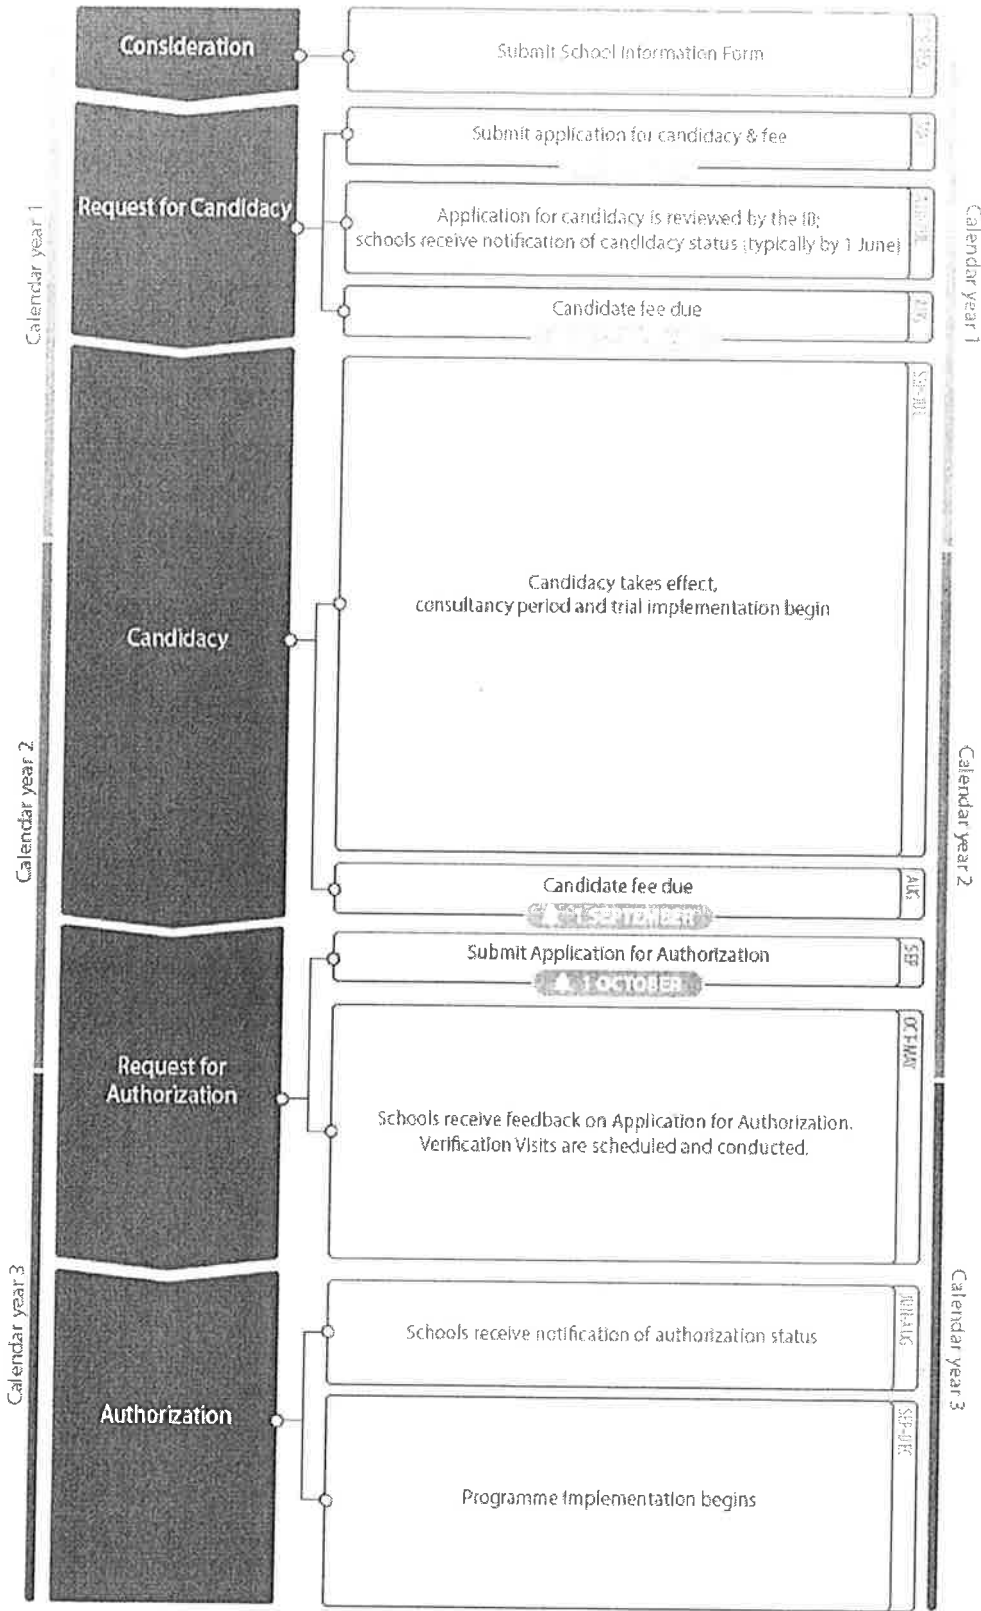 Consideration
Submit School Information Form
Calendar year 1
Request for Candidacy
Submit application for candidacy & fee
Application for candidacy is reviewed by the IB;
schools receive notification of candidacy status (typically by 1 June)
Candidate fee due
AUG
Calendar year 1
Candidacy
SEP-JUL
Candidacy takes effect,
consultancy period and trial implementation begin
Calendar year 2
Candidate fee due
AUG
1 SEPTEMBER
Calendar year 2
Request for
Authorization
Submit Application for Authorization
SEP
1 OCTOBER
OCT-MAY
Schools receive feedback on Application for Authorization.
Verification Visits are scheduled and conducted.
Calendar year 3
Authorization
Schools receive notification of authorization status
JUN-AUG
Calendar year 3
Programme Implementation begins
SEP-DEC